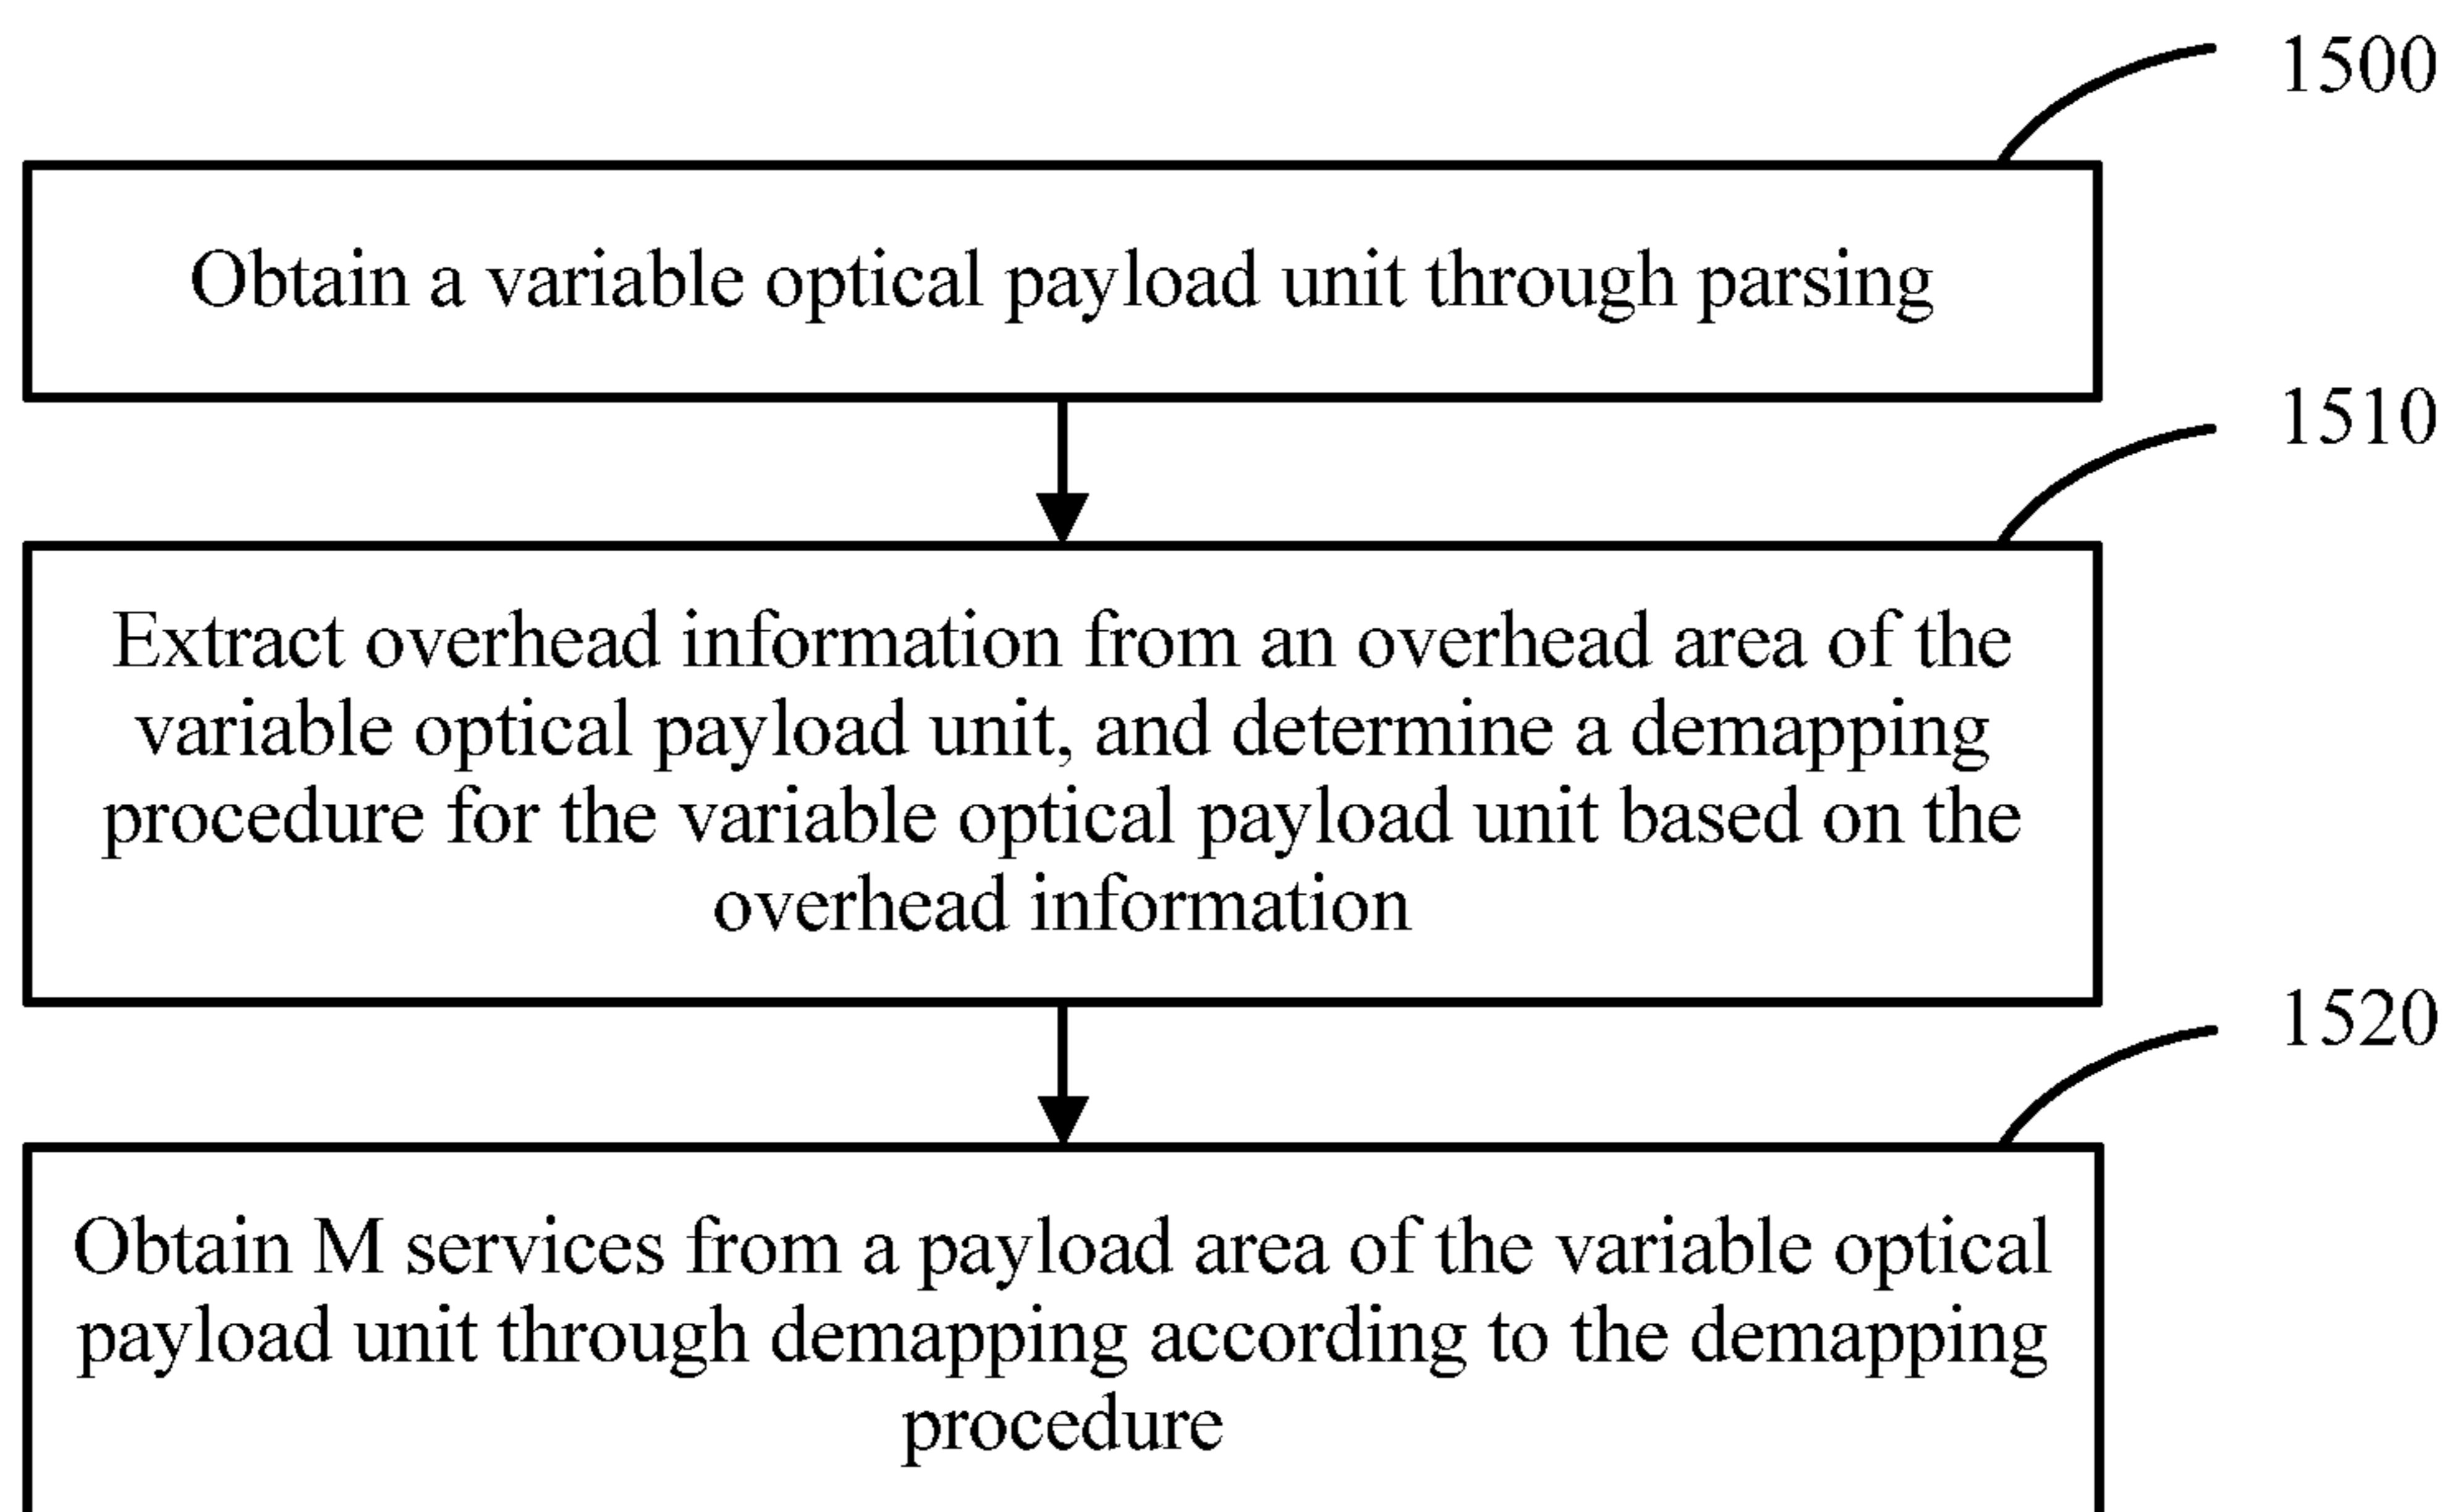 1500
Obtain a variable optical payload unit through parsing
1510
Extract overhead information from an overhead area of the
variable optical payload unit, and determine a demapping
procedure for the variable optical payload unit based on the
overhead information
1520
Obtain M services from a payload area of the variable optical
payload unit through demapping according to the demapping
procedure